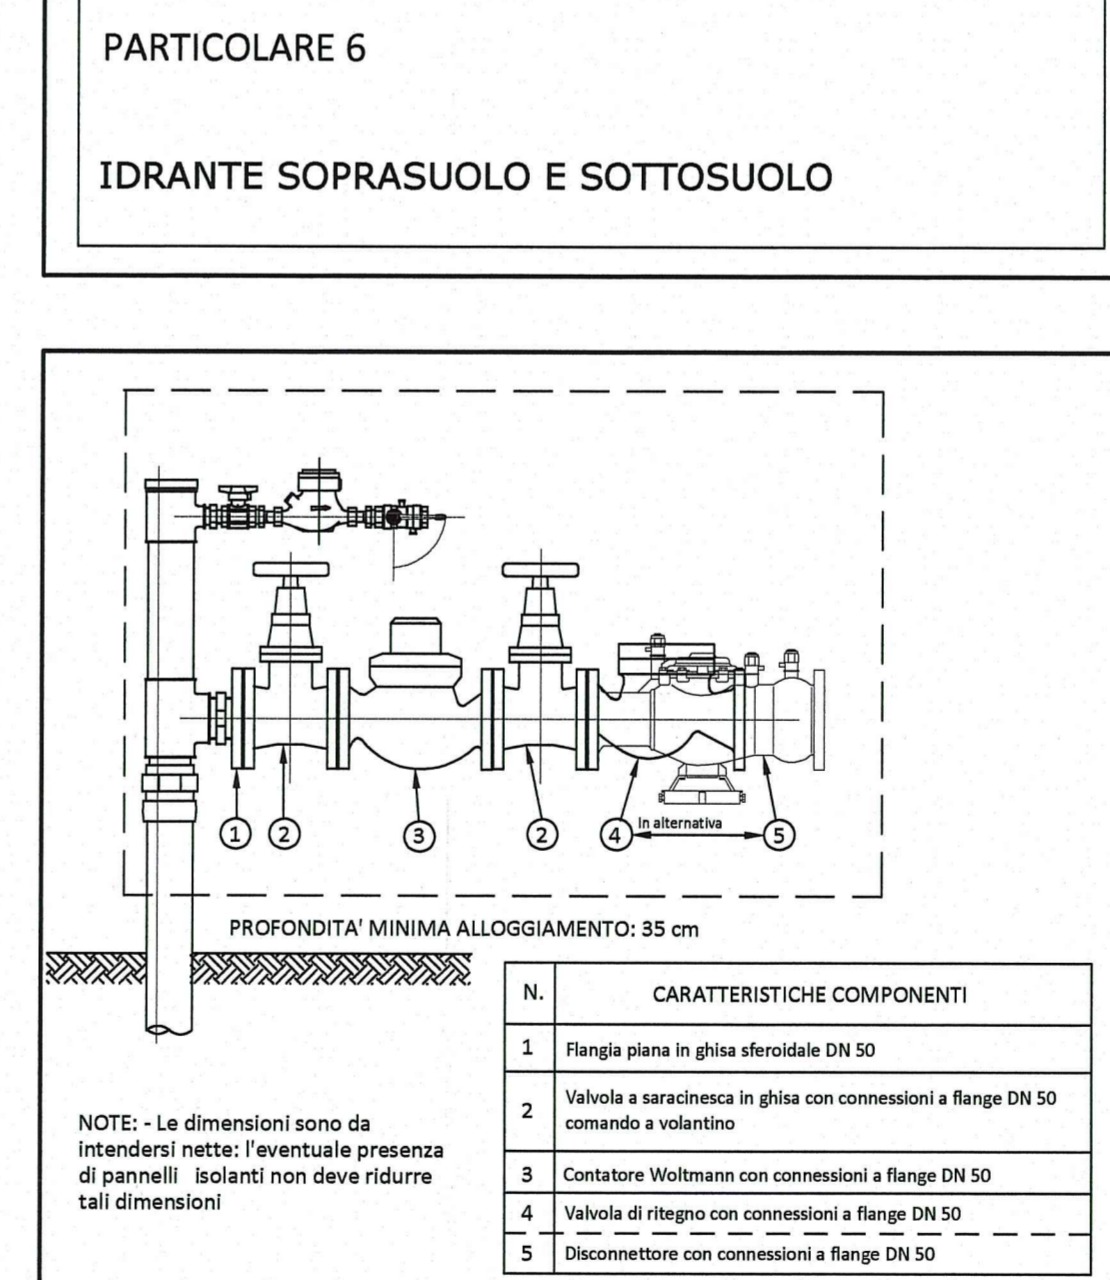 PARTICOLARE 6
IDRANTE SOPRASUOLO E SOTTOSUOLO
1
2
3
2
4
In alternativa
5
PROFONDITA' MINIMA ALLOGGIAMENTO: 35 cm
N. CARATTERISTICHE COMPONENTI
1 Flangia piana in ghisa sferoidale DN 50
2 Valvola a saracinesca in ghisa con connessioni a flange DN 50
comando a volantino
3 Contatore Woltmann con connessioni a flange DN 50
4 Valvola di ritegno con connessioni a flange DN 50
5 Disconnettore con connessioni a flange DN 50
NOTE: - Le dimensioni sono da
intendersi nette: l'eventuale presenza
di pannelli isolanti non deve ridurre
tali dimensioni